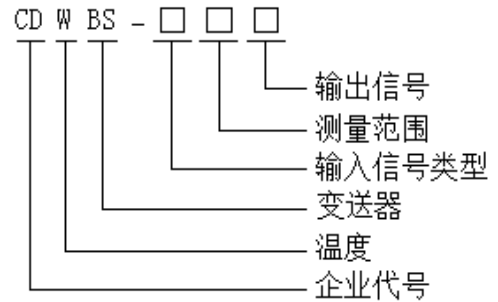 CD W BS - □ □ □
输出信号
测量范围
输入信号类型
变送器
温度
企业代号